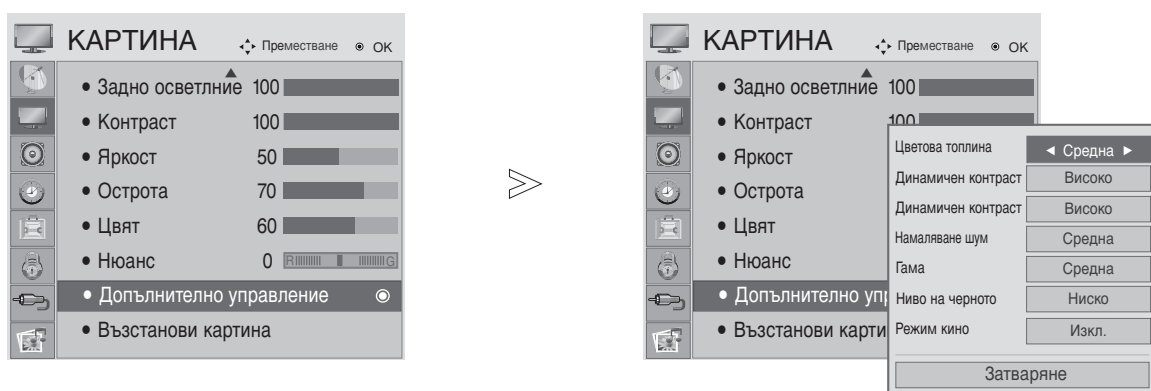 КАРТИНА
Преместване
OK
• Задно осветлние 100
• Контраст 100
• Яркост 50
• Острота 70
• Цвят 60
• Нюанс 0 R G
• Допълнително управление
• Възстанови картина
КАРТИНА
Преместване
OK
• Задно осветлние 100
• Контраст 100
• Яркост
• Острота
• Цвят
• Нюанс
• Допълнително упр
• Възстанови карти
Цветова топлина ◄ Средна ►
Динамичен контраст Високо
Динамичен контраст Високо
Намаляване шум Средна
Гама Средна
Ниво на черното Ниско
Режим кино Изкл.
Затваряне